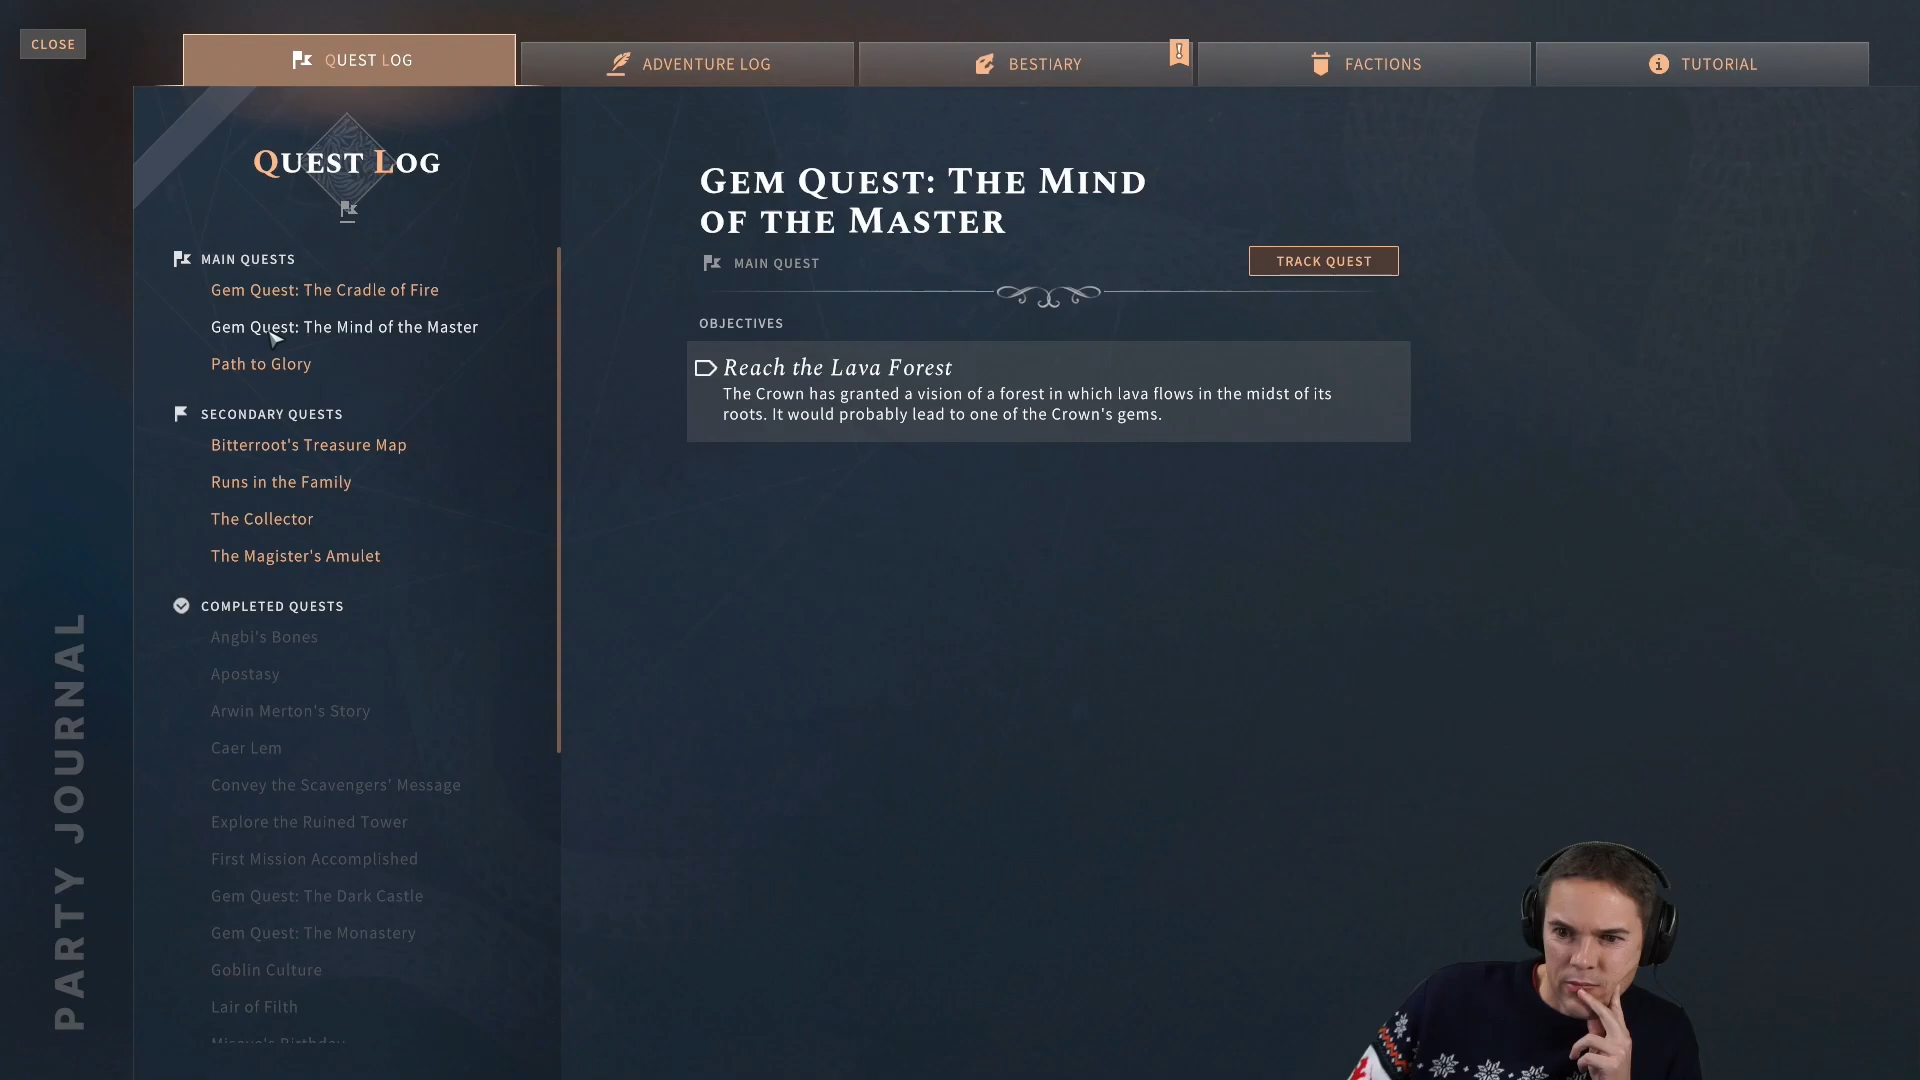 CLOSE
QUEST LOG
ADVENTURE LOG
BESTIARY
FACTIONS
TUTORIAL
QUEST LOG
MAIN QUESTS
Gem Quest: The Cradle of Fire
Gem Quest: The Mind of the Master
Path to Glory
SECONDARY QUESTS
Bitterroot's Treasure Map
Runs in the Family
The Collector
The Magister's Amulet
COMPLETED QUESTS
Angbi's Bones
Apostasy
Arwin Merton's Story
Caer Lem
Convey the Scavengers' Message
Explore the Ruined Tower
First Mission Accomplished
Gem Quest: The Dark Castle
Gem Quest: The Monastery
Goblin Culture
Lair of Filth
PARTY JOURNAL
GEM QUEST: THE MIND
OF THE MASTER
MAIN QUEST
TRACK QUEST
OBJECTIVES
Reach the Lava Forest
The Crown has granted a vision of a forest in which lava flows in the midst of its
roots. It would probably lead to one of the Crown's gems.